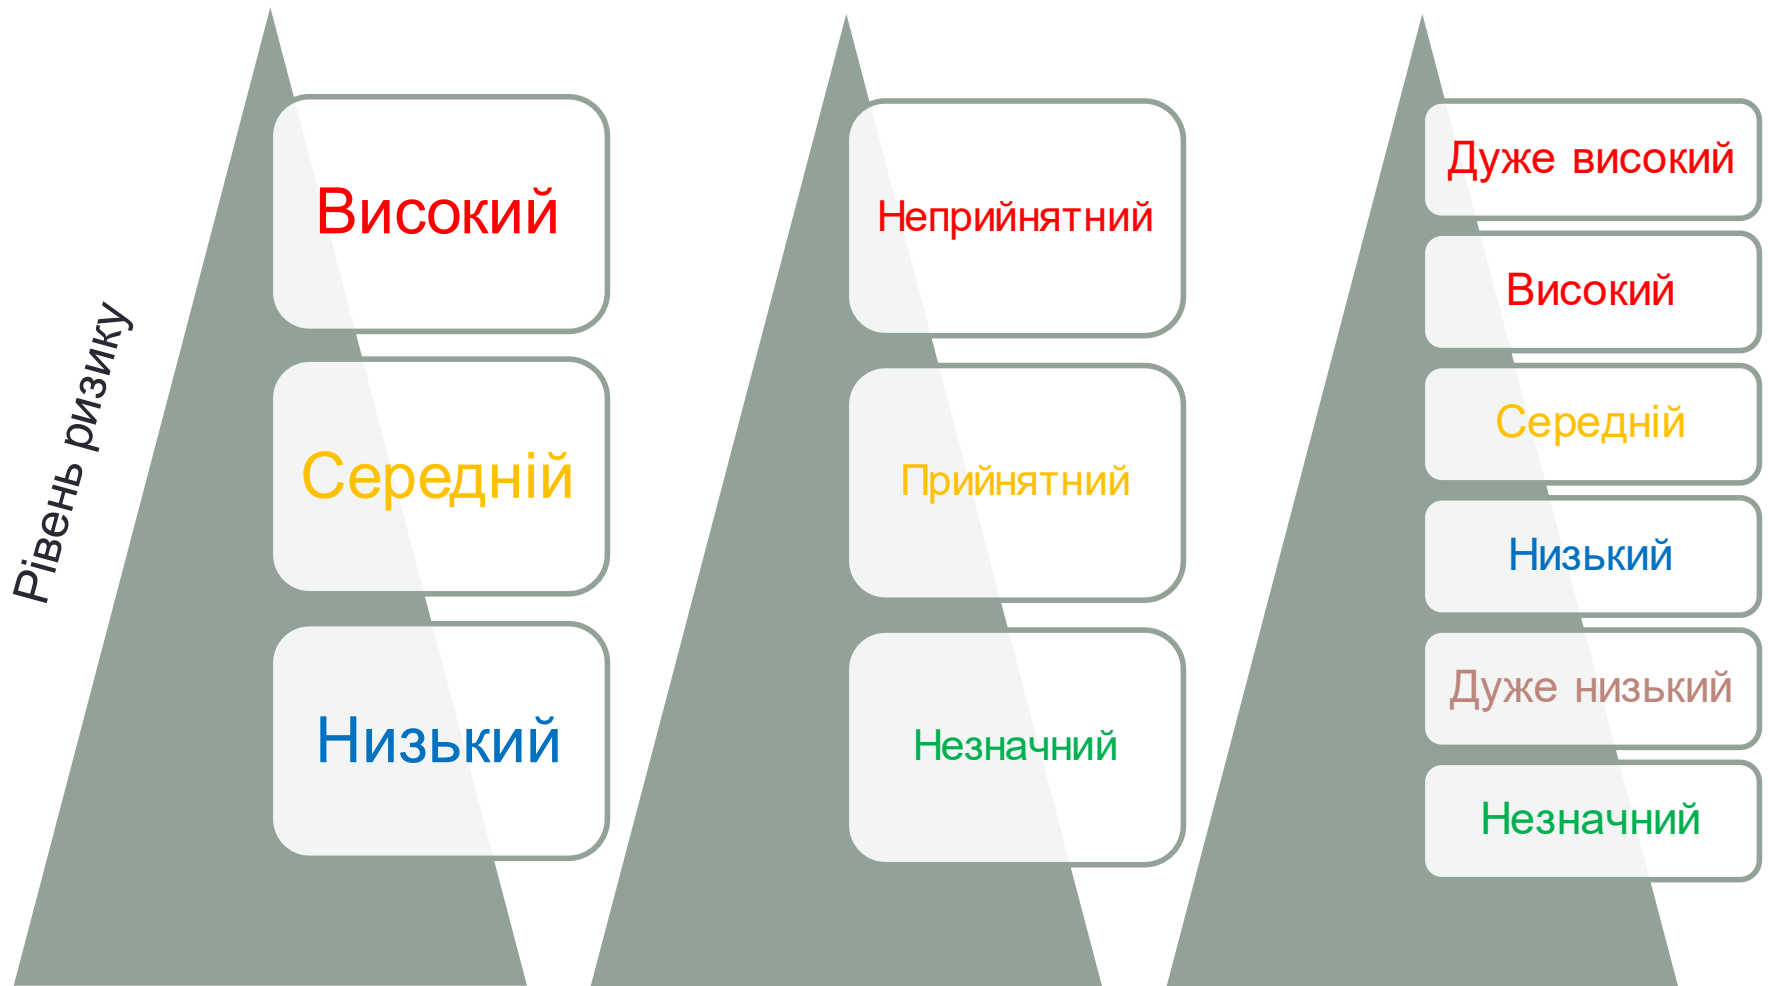 Рівень ризику
Високий
Середній
Низький
Неприйнятний
Прийнятний
Незначний
Дуже високий
Високий
Середній
Низький
Дуже низький
Незначний